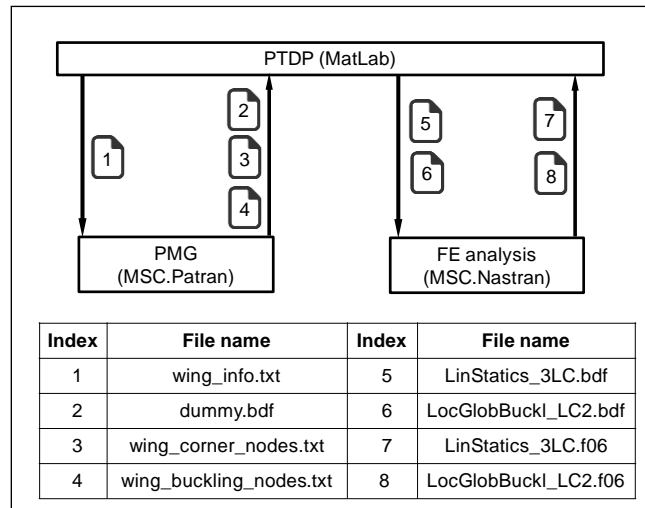 PTDP (MatLab)
1
2
3
4
5
6
7
8
PMG
(MSC.Patran)
FE analysis
(MSC.Nastran)
Index File name Index File name
1 wing_info.txt 5 LinStatics_3LC.bdf
2 dummy.bdf 6 LocGlobBuckl_LC2.bdf
3 wing_corner_nodes.txt 7 LinStatics_3LC.f06
4 wing_buckling_nodes.txt 8 LocGlobBuckl_LC2.f06